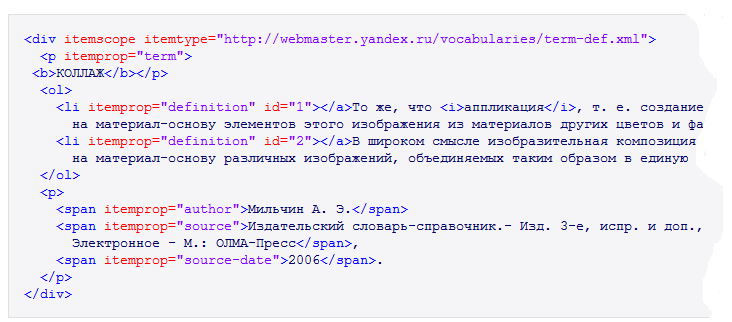 <div itemscope itemtype="http://webmaster.yandex.ru/vocabularies/term-def.xml">
<p itemprop="term">
<b>КОЛЛАЖ</b></p>
<ol>
<li itemprop="definition" id="1"></a>То же, что <i>аппликация</i>, т. е. создание
на материал-основу элементов этого изображения из материалов других цветов и фа
<li itemprop="definition" id="2"></a>В широком смысле изобразительная композиция
на материал-основу различных изображений, объединяемых таким образом в единую
</ol>
<p>
<span itemprop="author">Мильчин А. Э.</span>
<span itemprop="source">Издательский словарь-справочник.- Изд. 3-е, испр. и доп.,
Электронное - М.: ОЛМА-Пресс</span>,
<span itemprop="source-date">2006</span>.
</p>
</div>